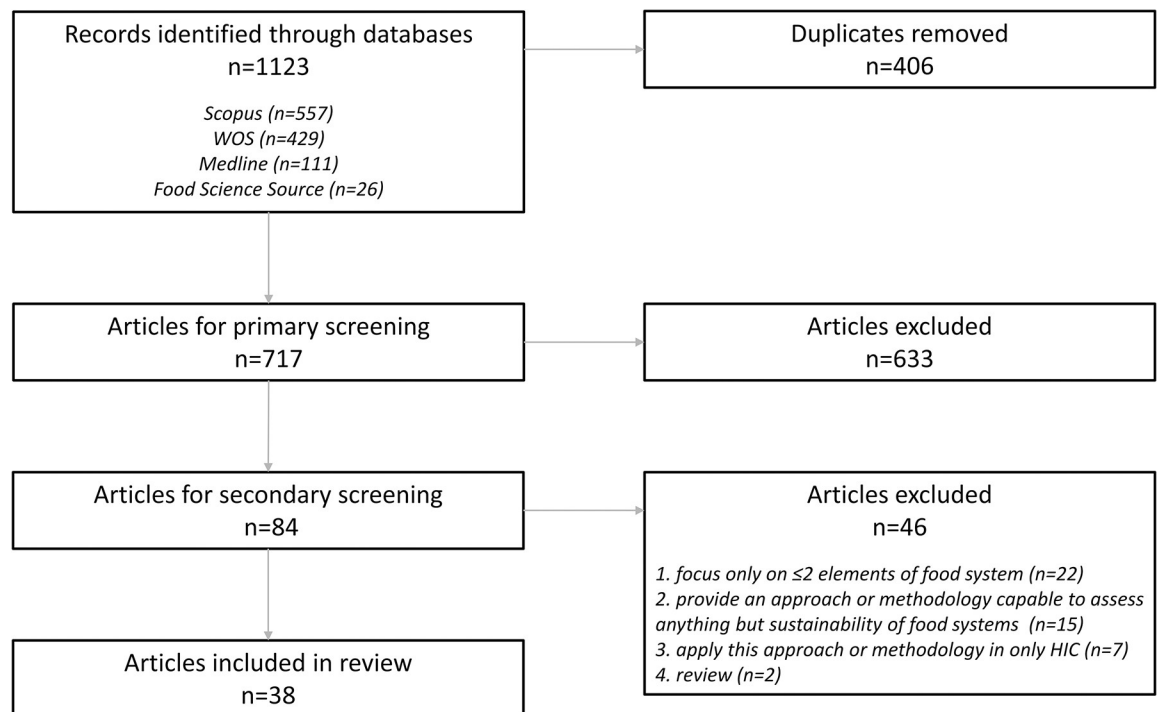 Records identified through databases
n=1123
Scopus (n=557)
WOS (n=429)
Medline (n=111)
Food Science Source (n=26)
Duplicates removed
n=406
Articles for primary screening
n=717
Articles excluded
n=633
Articles for secondary screening
n=84
Articles excluded
n=46
1. focus only on ≤2 elements of food system (n=22)
2. provide an approach or methodology capable to assess
anything but sustainability of food systems  (n=15)
3. apply this approach or methodology in only HIC (n=7)
4. review (n=2)
Articles included in review
n=38